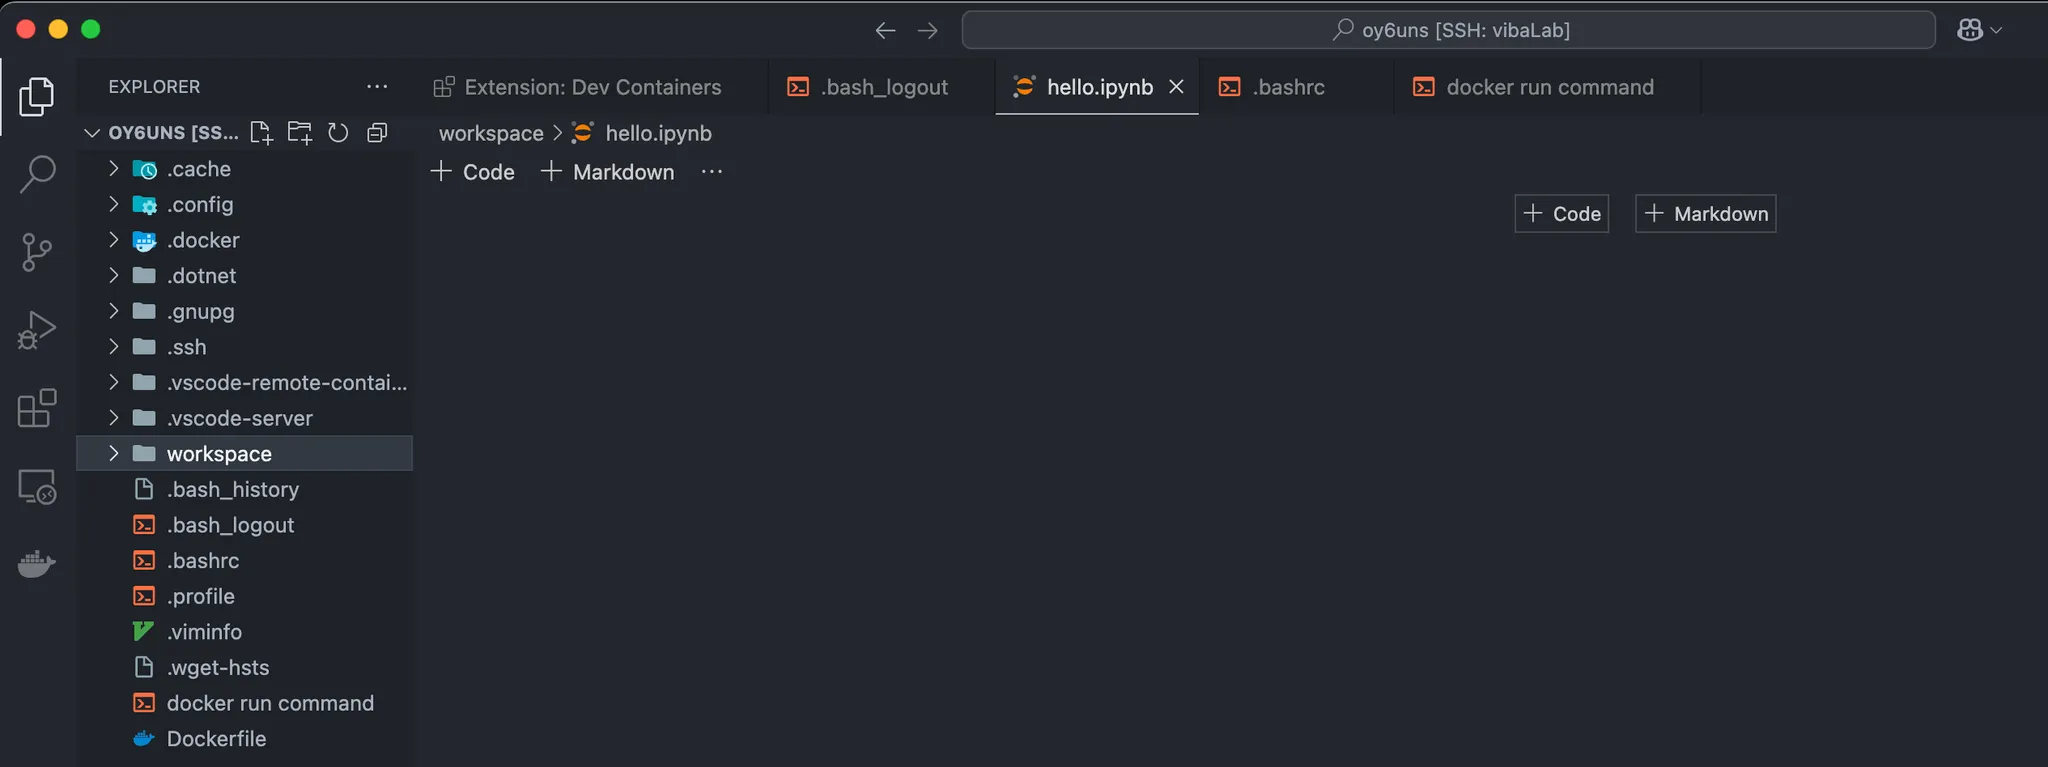 oy6uns [SSH: vibaLab]
EXPLORER
Extension: Dev Containers
.bash_logout
hello.ipynb
.bashrc
docker run command
OY6UNS [SS...
workspace > hello.ipynb
+ Code + Markdown ...
+ Code + Markdown
.cache
.config
.docker
.dotnet
.gnupg
.ssh
.vscode-remote-contai...
.vscode-server
workspace
.bash_history
.bash_logout
.bashrc
.profile
.viminfo
.wget-hsts
docker run command
Dockerfile